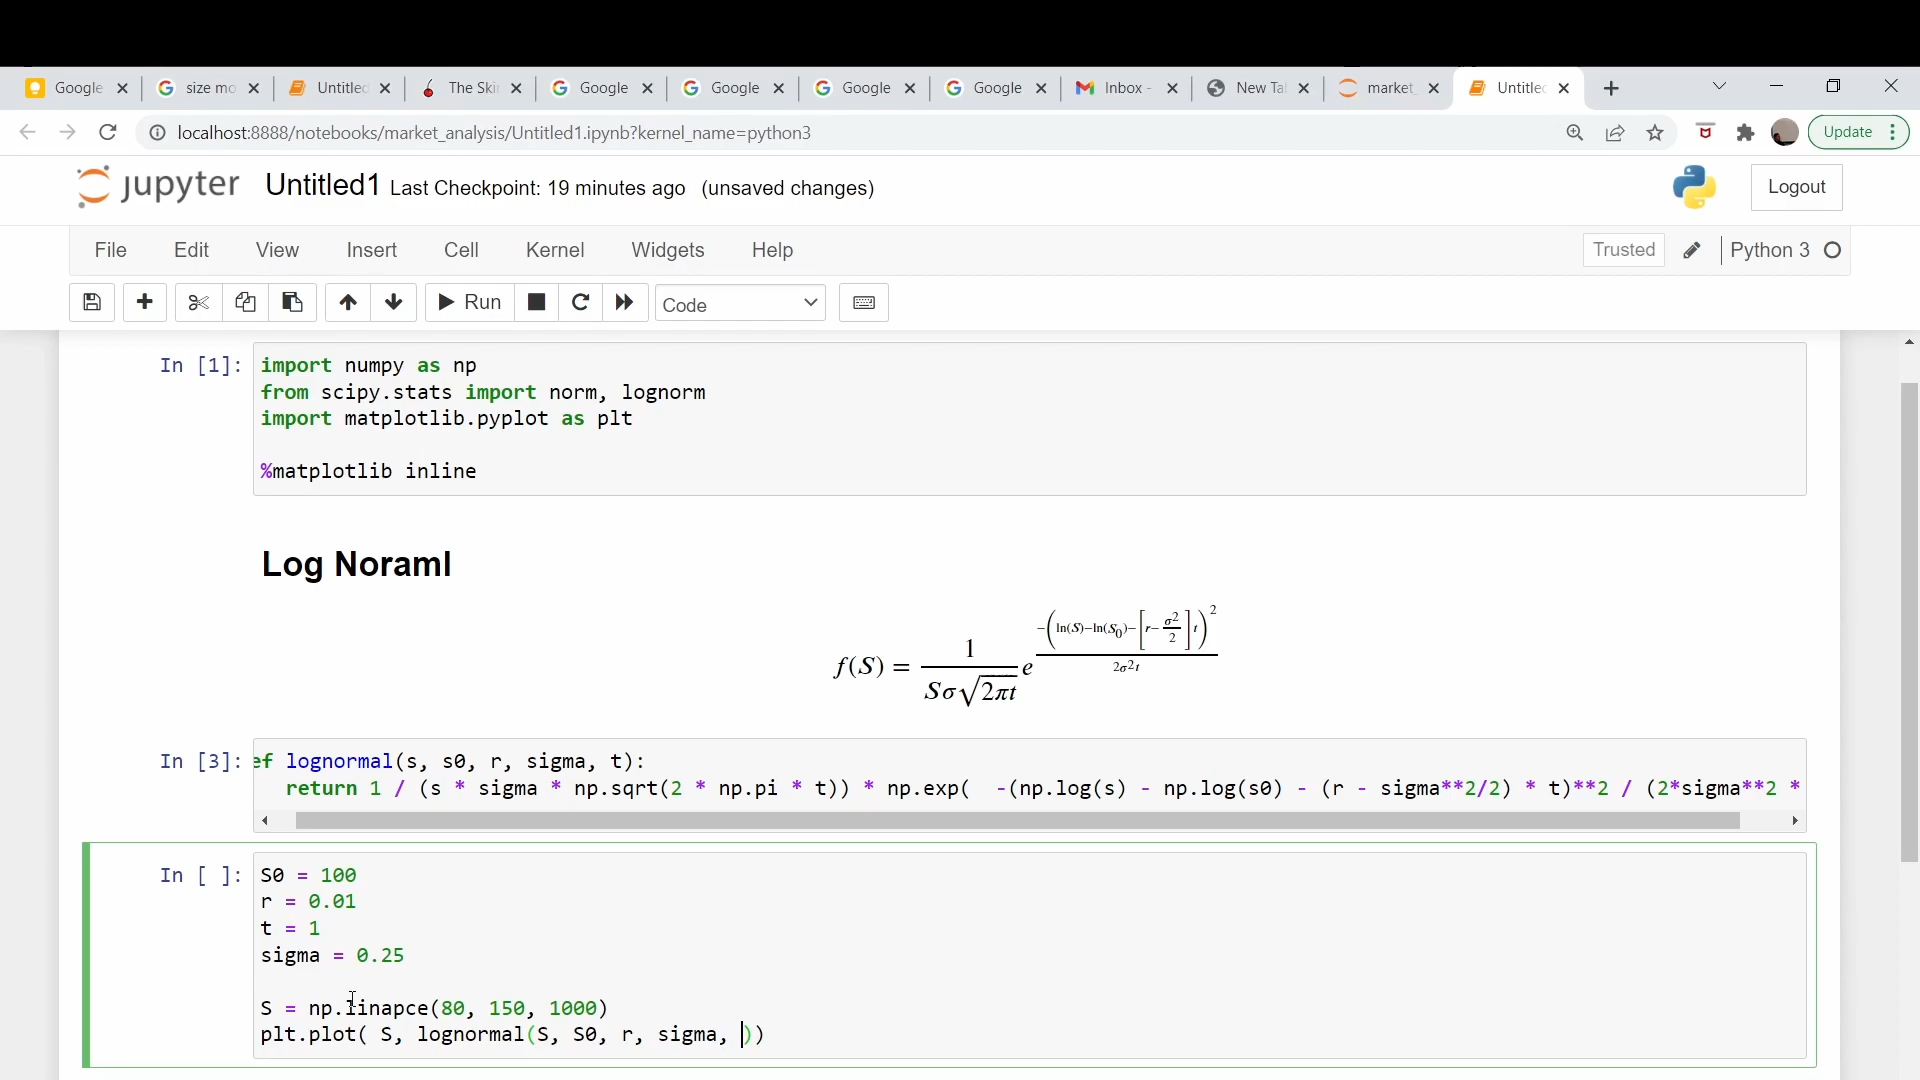 Google
size mo
Untitled
The Ski
Google
Google
Google
Google
Inbox -
New Ta
market_
Untitled
localhost:8888/notebooks/market_analysis/Untitled1.ipynb?kernel_name=python3
Update
jupyter Untitled1 Last Checkpoint: 19 minutes ago (unsaved changes)
Logout
File Edit View Insert Cell Kernel Widgets Help
Trusted
Python 3
Run
Code
In [1]: import numpy as np
from scipy.stats import norm, lognorm
import matplotlib.pyplot as plt
%matplotlib inline
Log Noraml
f(S) = 1/(Sσ√(2πt)) e^(-(ln(S)-ln(S₀)-[r-σ²/2]t)²/(2σ²t))
In [3]: ef lognormal(s, s0, r, sigma, t):
return 1 / (s * sigma * np.sqrt(2 * np.pi * t)) * np.exp( -(np.log(s) - np.log(s0) - (r - sigma**2/2) * t)**2 / (2*sigma**2 *
In [ ]: S0 = 100
r = 0.01
t = 1
sigma = 0.25
S = np.linapce(80, 150, 1000)
plt.plot( S, lognormal(S, S0, r, sigma, ))